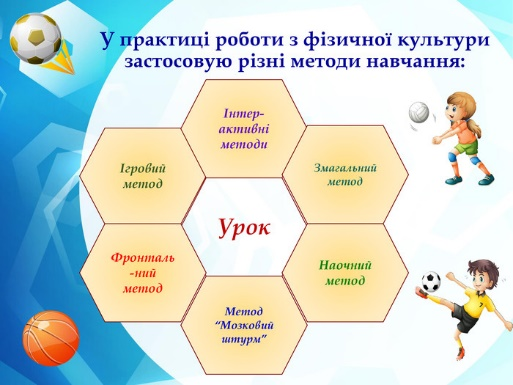 У практиці роботи з фізичної культури
застосовую різні методи навчання:
Інтер-
активні
методи
Ігровий
метод
Змагальний
метод
Урок
Фронталь
-ний
метод
Наочний
метод
Метод
“Мозковий
штурм”